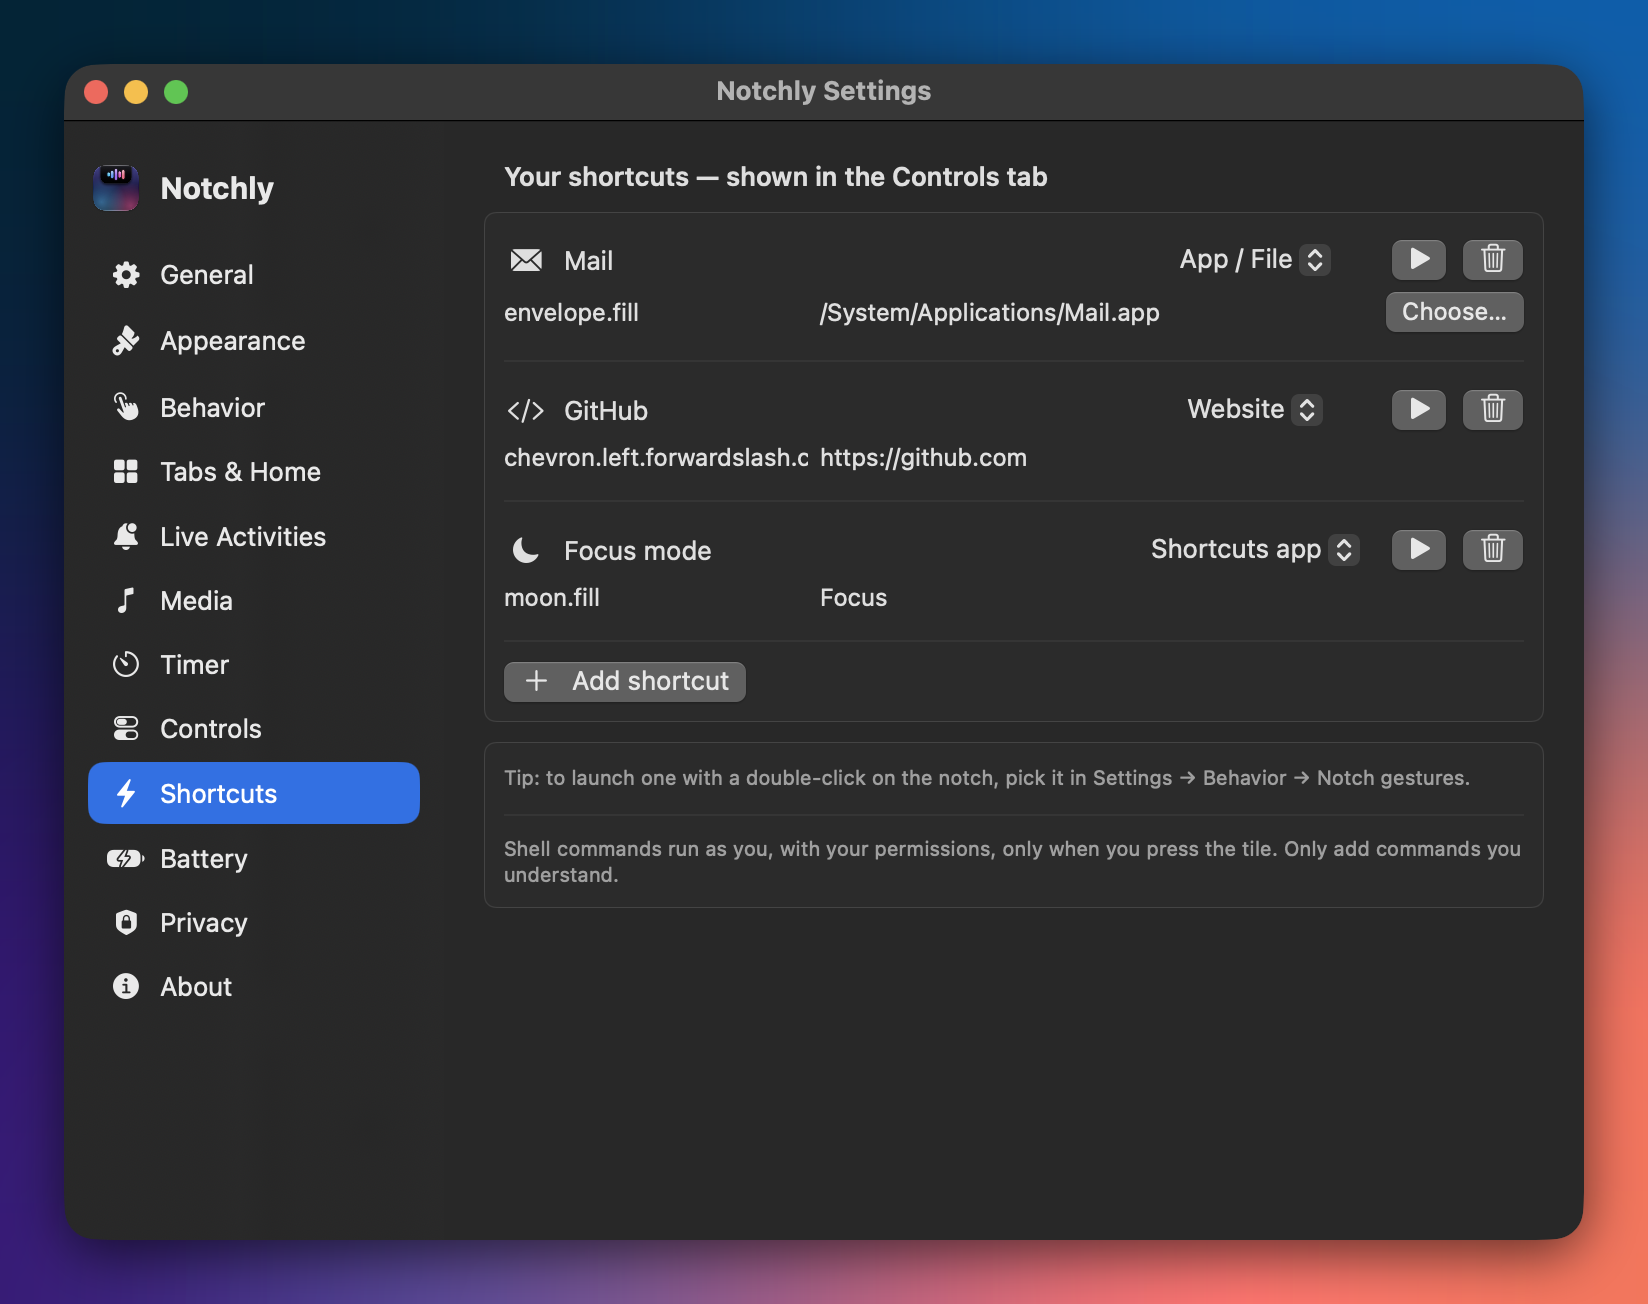 Notchly Settings
Notchly
General
Appearance
Behavior
Tabs & Home
Live Activities
Media
Timer
Controls
Shortcuts
Battery
Privacy
About
Your shortcuts — shown in the Controls tab
Mail App / File
envelope.fill /System/Applications/Mail.app Choose...
GitHub Website
chevron.left.forwardslash.c https://github.com
Focus mode Shortcuts app
moon.fill Focus
Add shortcut
Tip: to launch one with a double-click on the notch, pick it in Settings → Behavior → Notch gestures.
Shell commands run as you, with your permissions, only when you press the tile. Only add commands you
understand.